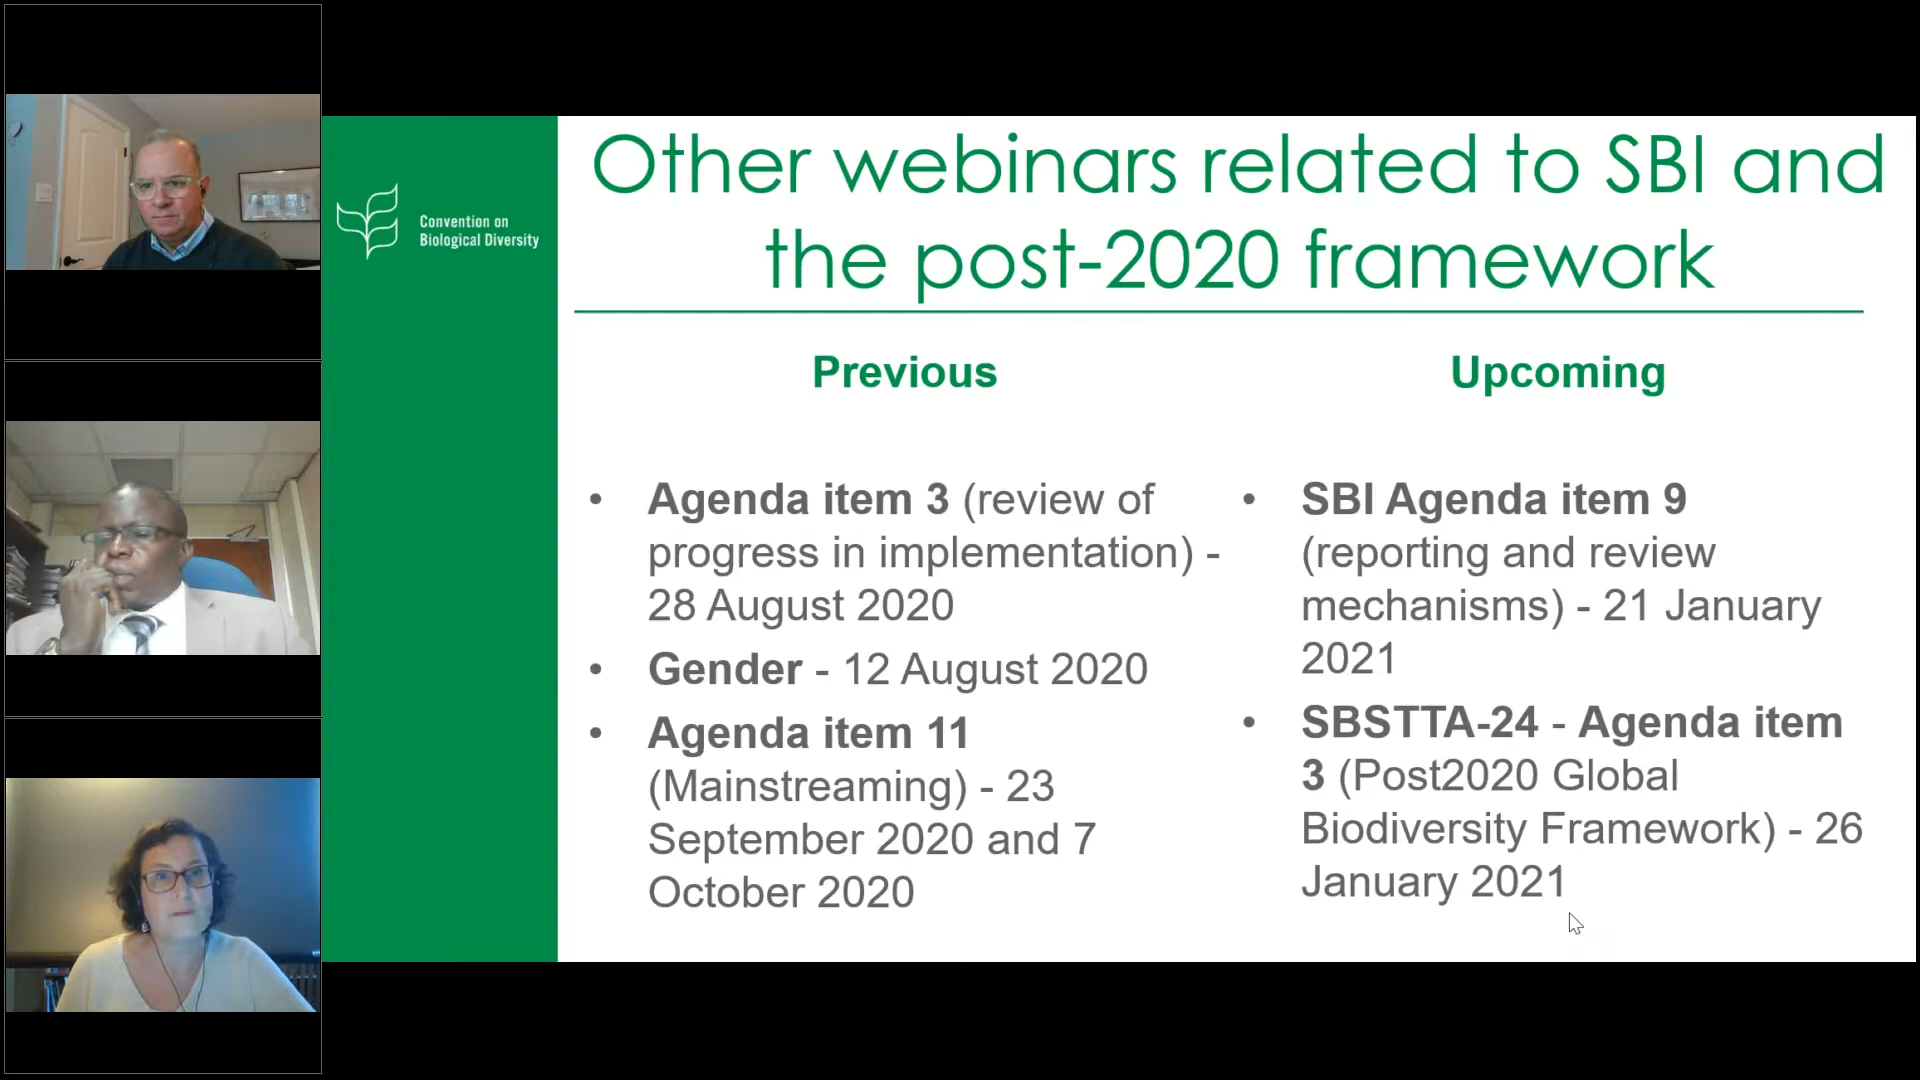 Convention on
Biological Diversity
Other webinars related to SBI and
the post-2020 framework
Previous
• Agenda item 3 (review of
progress in implementation) -
28 August 2020
• Gender - 12 August 2020
• Agenda item 11
(Mainstreaming) - 23
September 2020 and 7
October 2020
Upcoming
• SBI Agenda item 9
(reporting and review
mechanisms) - 21 January
2021
• SBSTTA-24 - Agenda item
3 (Post2020 Global
Biodiversity Framework) - 26
January 2021